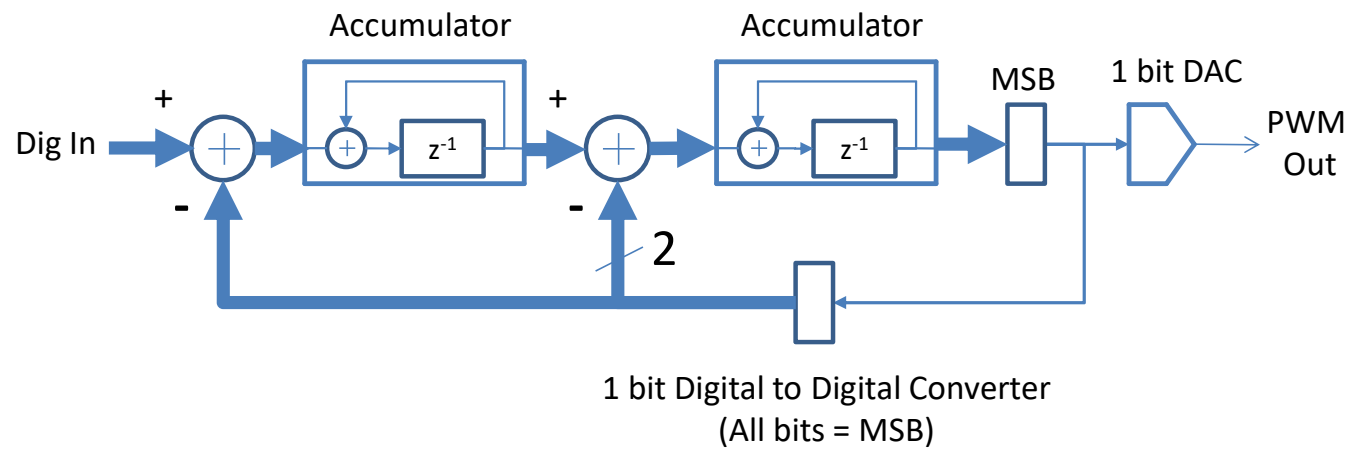 Accumulator
Accumulator
MSB
1 bit DAC
+
+
Dig In
+
+
z⁻¹
+
+
z⁻¹
PWM
Out
-
-
2
1 bit Digital to Digital Converter
(All bits = MSB)